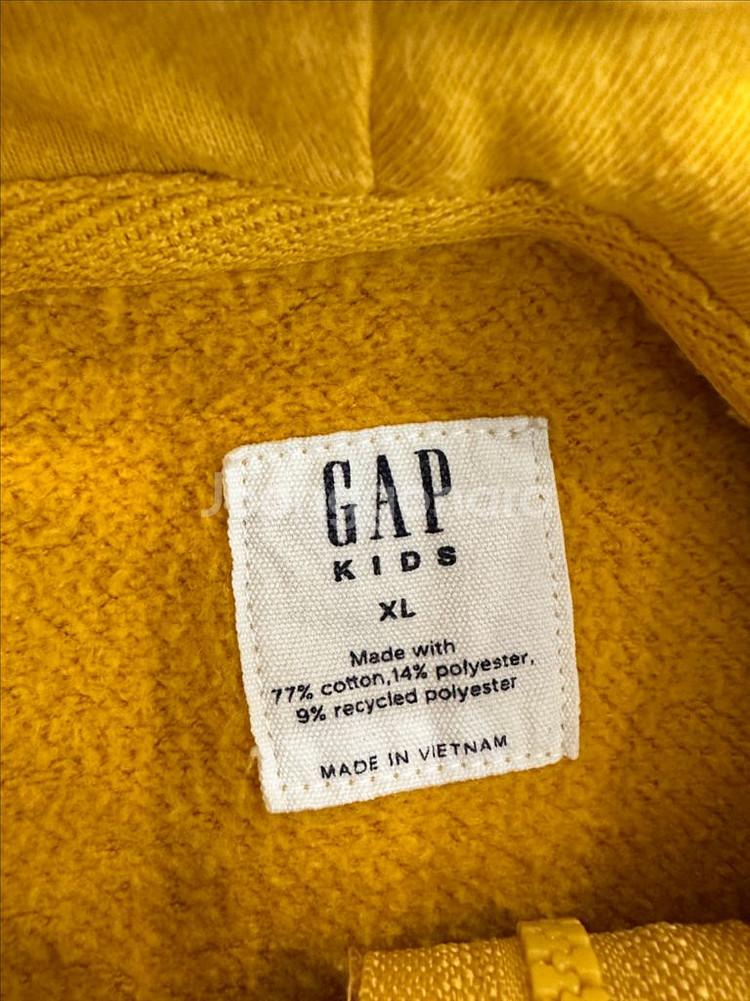 GAP
KIDS
XL
Made with
77% cotton,14% polyester,
9% recycled polyester
MADE IN VIETNAM